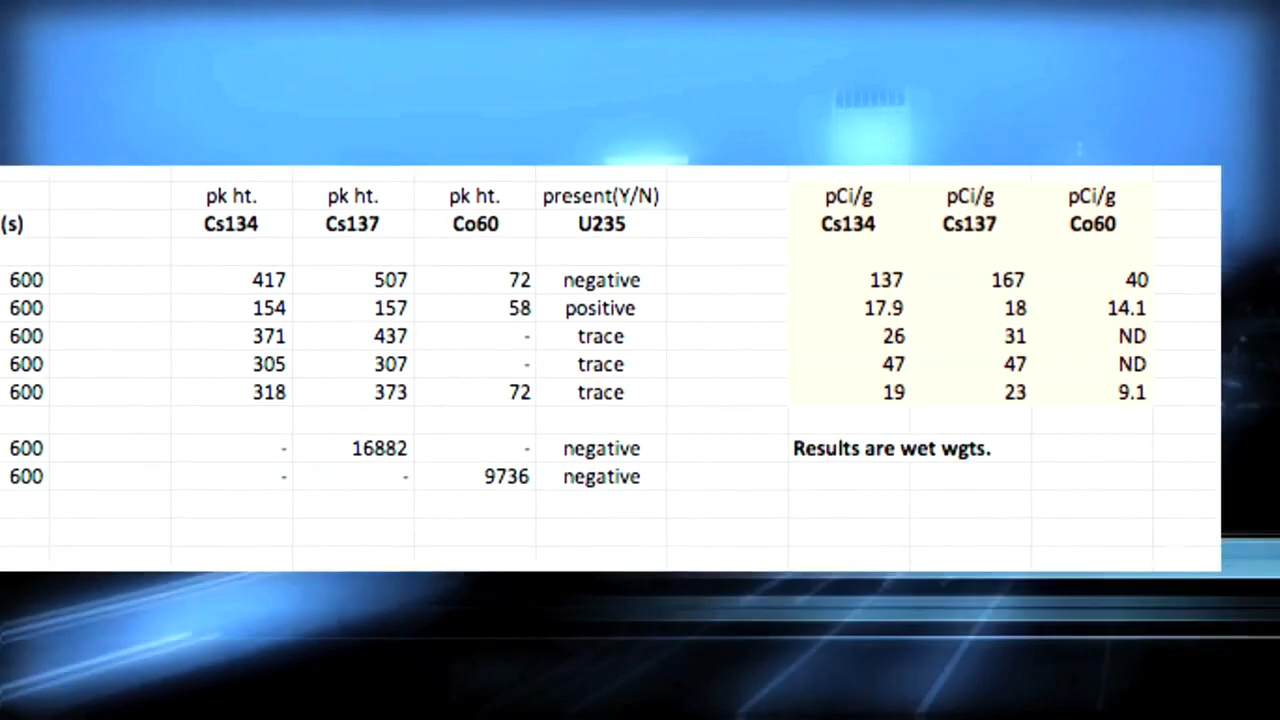 pk ht. pk ht. pk ht. present(Y/N) pCi/g pCi/g pCi/g
(s) Cs134 Cs137 Co60 U235 Cs134 Cs137 Co60
600 417 507 72 negative 137 167 40
600 154 157 58 positive 17.9 18 14.1
600 371 437 - trace 26 31 ND
600 305 307 - trace 47 47 ND
600 318 373 72 trace 19 23 9.1
600 - 16882 - negative Results are wet wgts.
600 - - 9736 negative